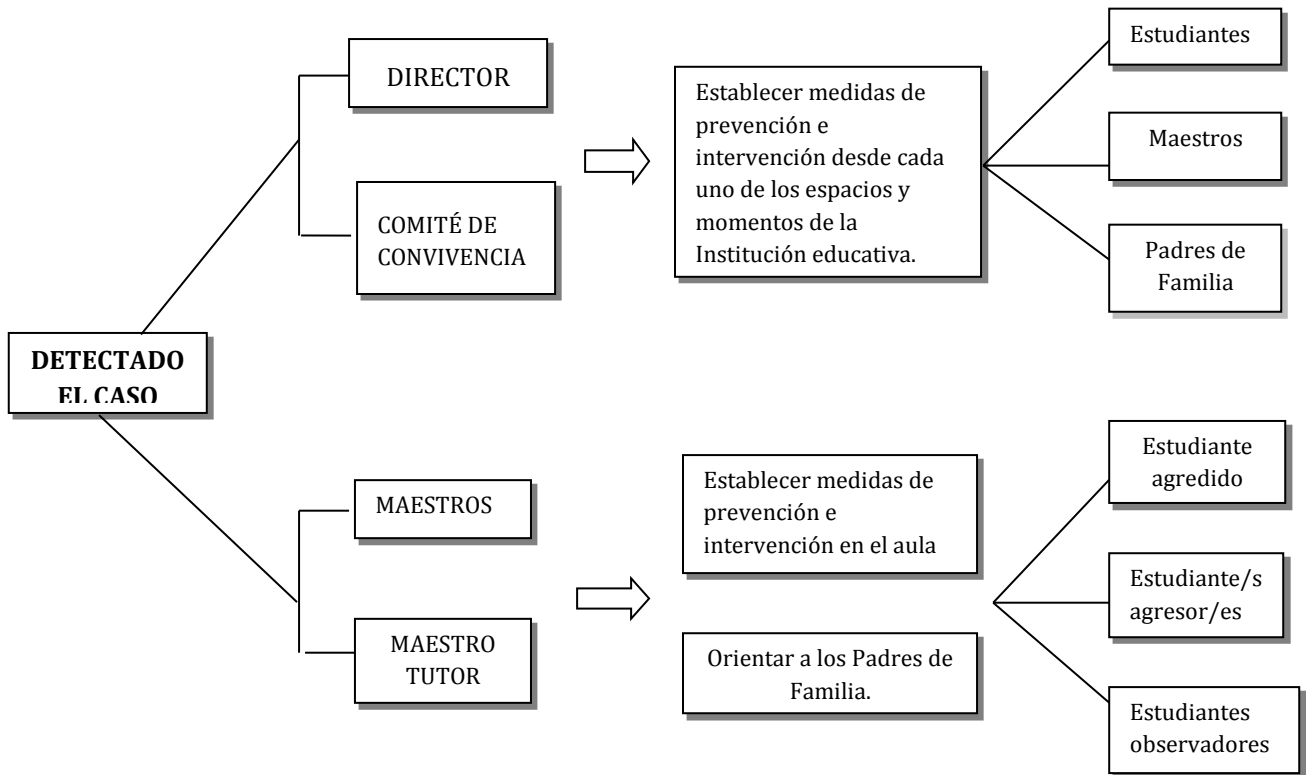 DETECTADO
EL CASO
DIRECTOR
COMITÉ DE
CONVIVENCIA
Establecer medidas de
prevención e
intervención desde cada
uno de los espacios y
momentos de la
Institución educativa.
Estudiantes
Maestros
Padres de
Familia
MAESTROS
MAESTRO
TUTOR
Establecer medidas de
prevención e
intervención en el aula
Orientar a los Padres de
Familia.
Estudiante
agredido
Estudiante/s
agresor/es
Estudiantes
observadores